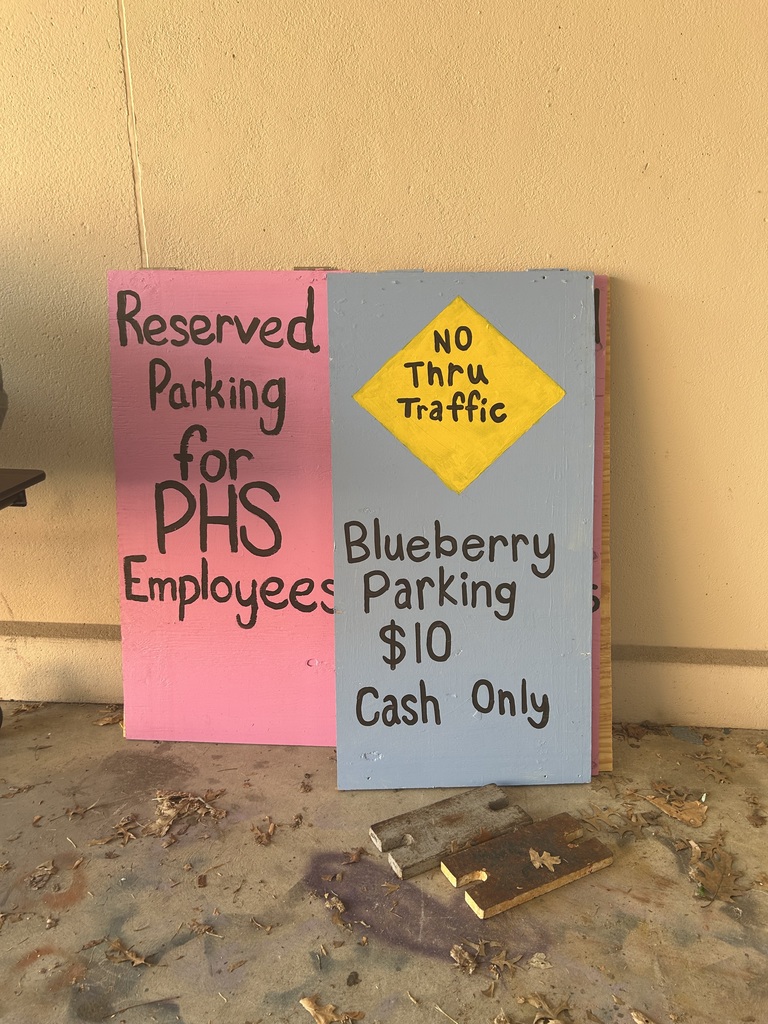 Reserved
Parking
for
PHS
Employees
NO
Thru
Traffic
Blueberry
Parking
$10
Cash Only